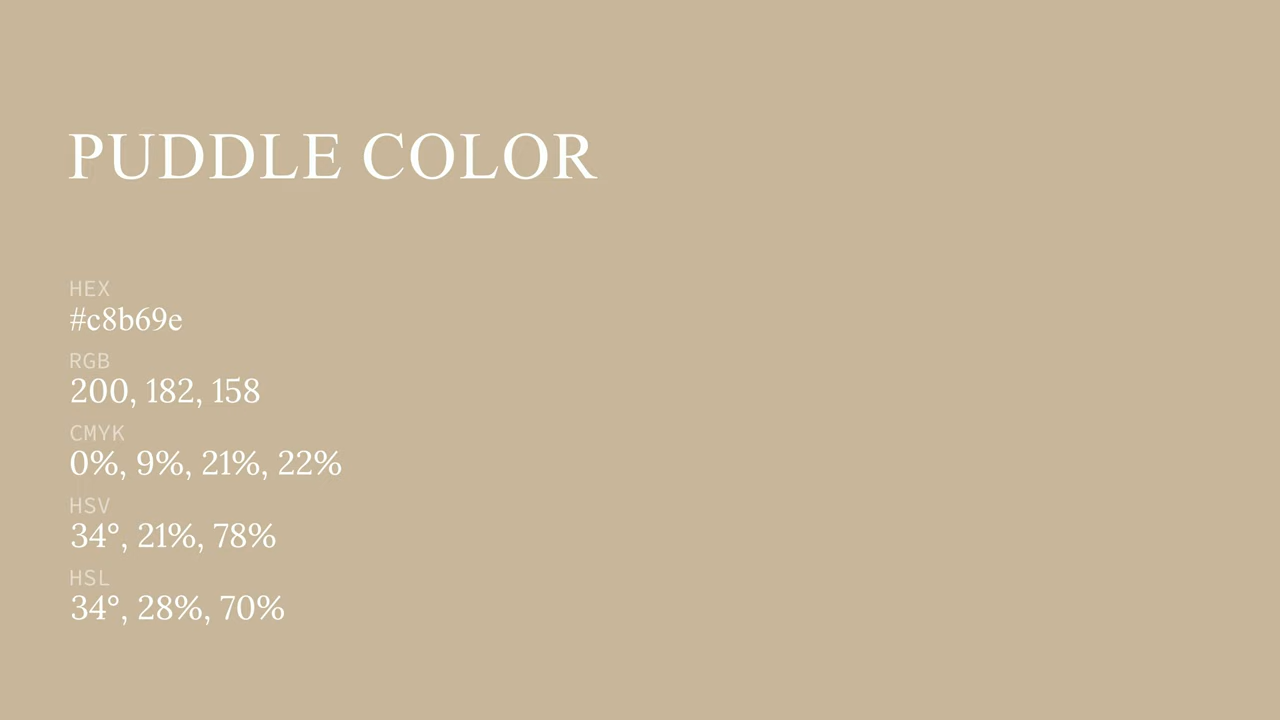 PUDDLE COLOR
HEX
#c8b69e
RGB
200, 182, 158
CMYK
0%, 9%, 21%, 22%
HSV
34°, 21%, 78%
HSL
34°, 28%, 70%